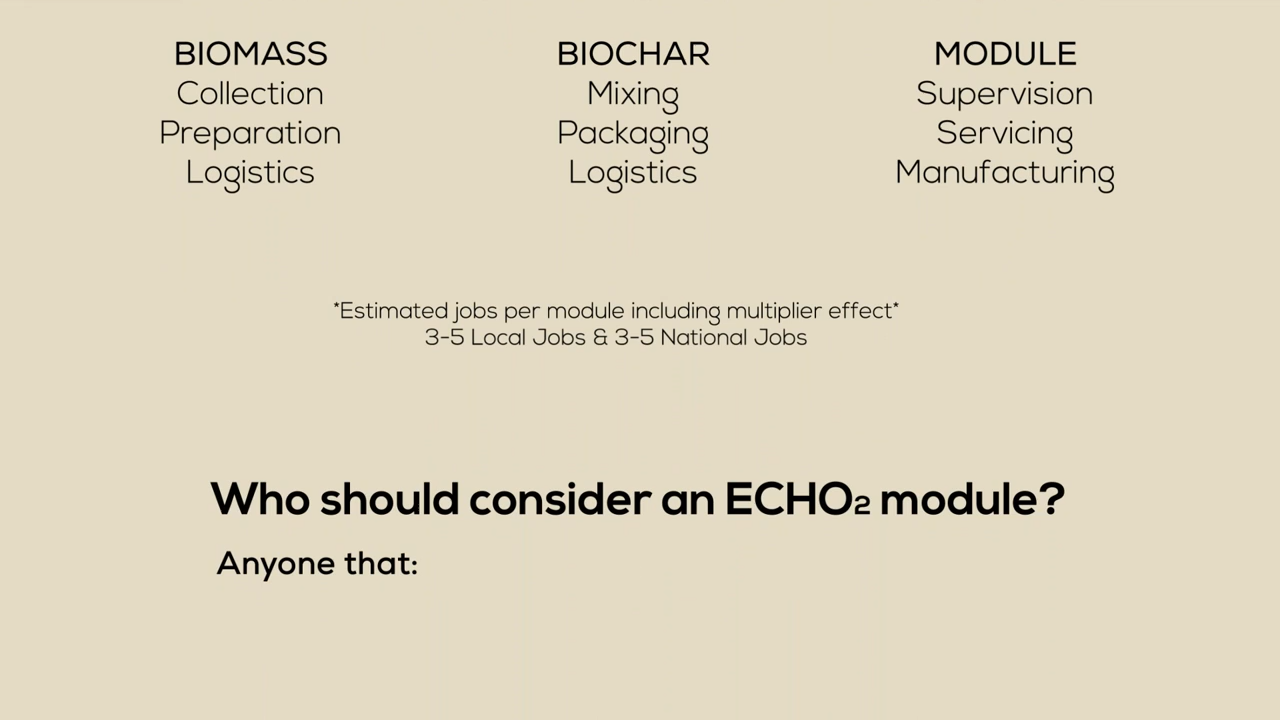 BIOMASS
Collection
Preparation
Logistics
BIOCHAR
Mixing
Packaging
Logistics
MODULE
Supervision
Servicing
Manufacturing
*Estimated jobs per module including multiplier effect*
3-5 Local Jobs & 3-5 National Jobs
Who should consider an ECHO₂ module?
Anyone that: